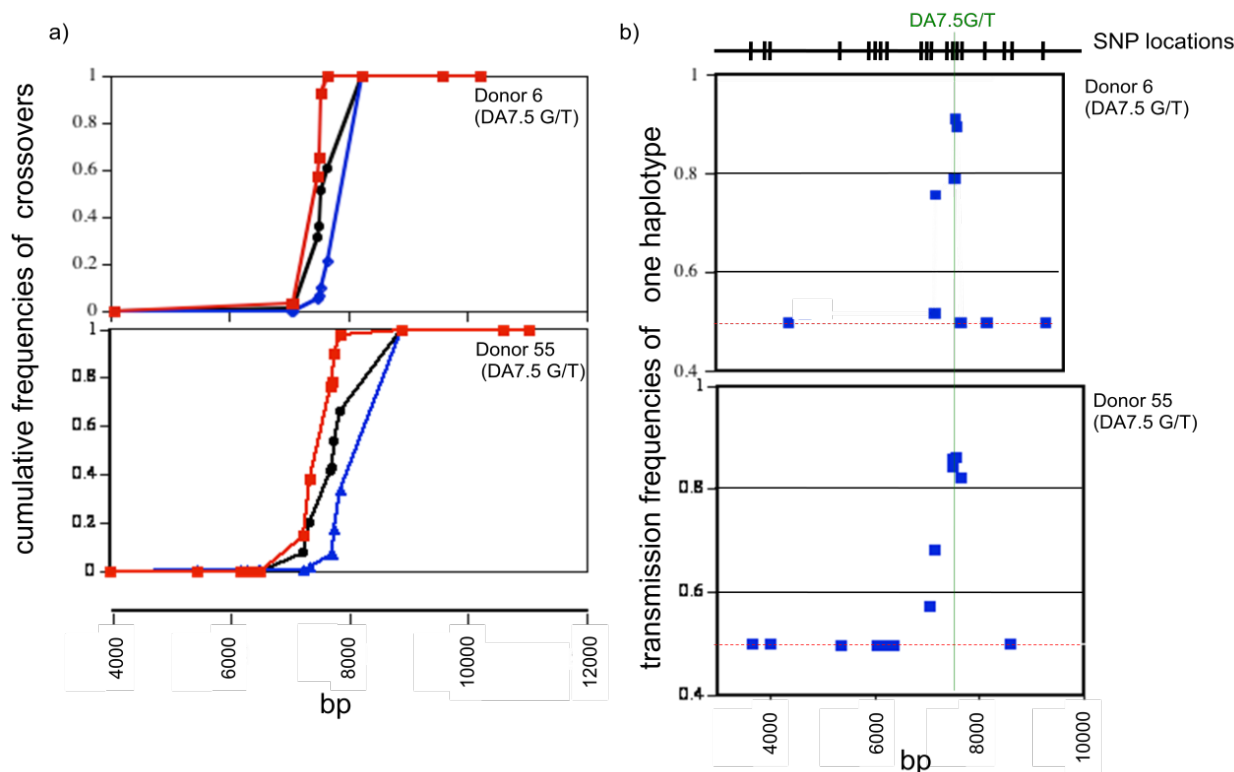 a)
cumulative frequencies of crossovers
1
0.8
0.6
0.4
0.2
0
Donor 6
(DA7.5 G/T)
1
0.8
0.6
0.4
0.2
0
Donor 55
(DA7.5 G/T)
4000
6000
8000
10000
12000
bp
b)
DA7.5G/T
SNP locations
transmission frequencies of one haplotype
1
0.8
0.6
0.4
Donor 6
(DA7.5 G/T)
1
0.8
0.6
0.4
Donor 55
(DA7.5 G/T)
4000
6000
8000
10000
bp